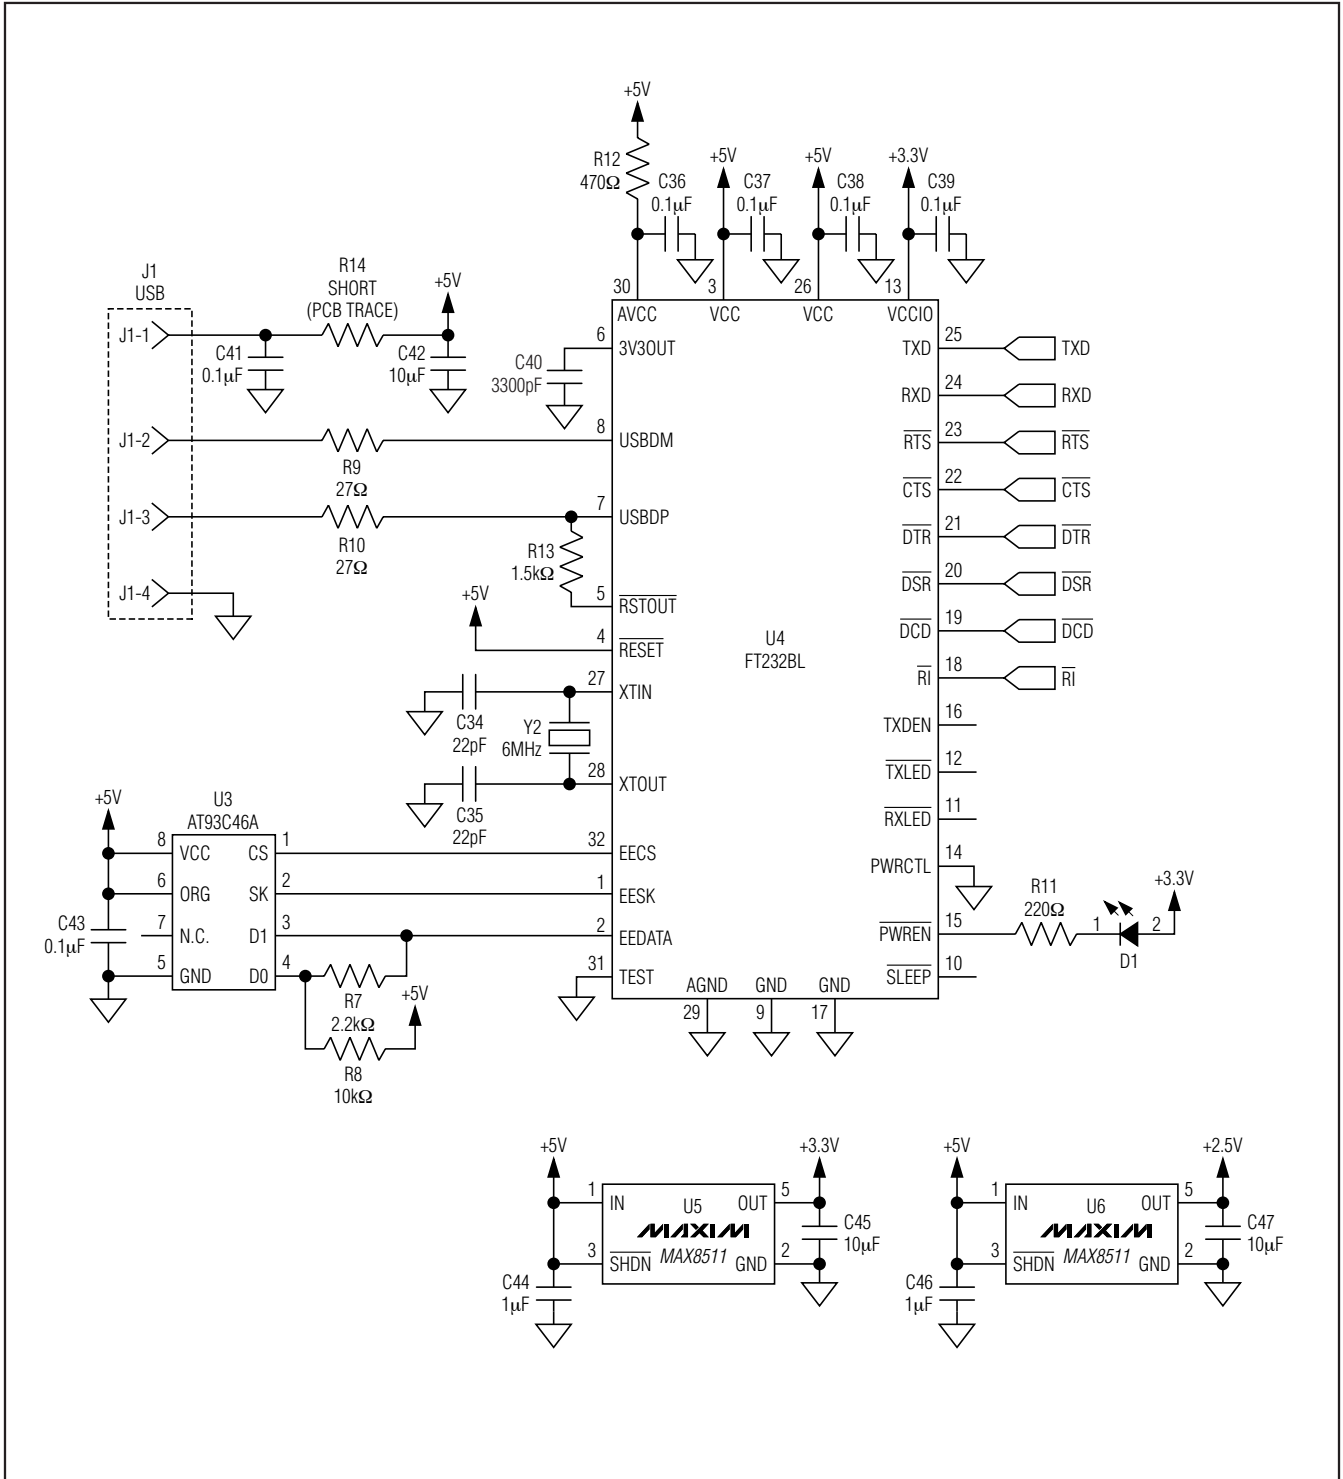 +5V
R12
470Ω
C36
0.1µF
+5V
C37
0.1µF
+5V
C38
0.1µF
+3.3V
C39
0.1µF
J1
USB
R14
SHORT
(PCB TRACE)
+5V
J1-1
C41
0.1µF
C42
10µF
C40
3300pF
J1-2
R9
27Ω
J1-3
R10
27Ω
R13
1.5kΩ
J1-4
+5V
30
3
26
13
AVCC
VCC
VCC
VCCIO
6
3V3OUT
8
USBDM
7
USBDP
5
RSTOUT
4
RESET
27
XTIN
28
XTOUT
32
EECS
1
EESK
2
EEDATA
31
TEST
U4
FT232BL
TXD
25
TXD
RXD
24
RXD
RTS
23
RTS
CTS
22
CTS
DTR
21
DTR
DSR
20
DSR
DCD
19
DCD
RI
18
RI
TXDEN
16
TXLED
12
RXLED
11
PWRCTL
14
PWREN
15
R11
220Ω
1
2
D1
+3.3V
SLEEP
10
AGND
GND
GND
29
9
17
C34
22pF
Y2
6MHz
C35
22pF
+5V
U3
AT93C46A
8
VCC
CS
1
6
ORG
SK
2
7
N.C.
D1
3
5
GND
D0
4
C43
0.1µF
R7
2.2kΩ
+5V
R8
10kΩ
+5V
+3.3V
1
IN
U5
OUT
5
MAXIM
3
SHDN
MAX8511
GND
2
C44
1µF
C45
10µF
+5V
+2.5V
1
IN
U6
OUT
5
MAXIM
3
SHDN
MAX8511
GND
2
C46
1µF
C47
10µF